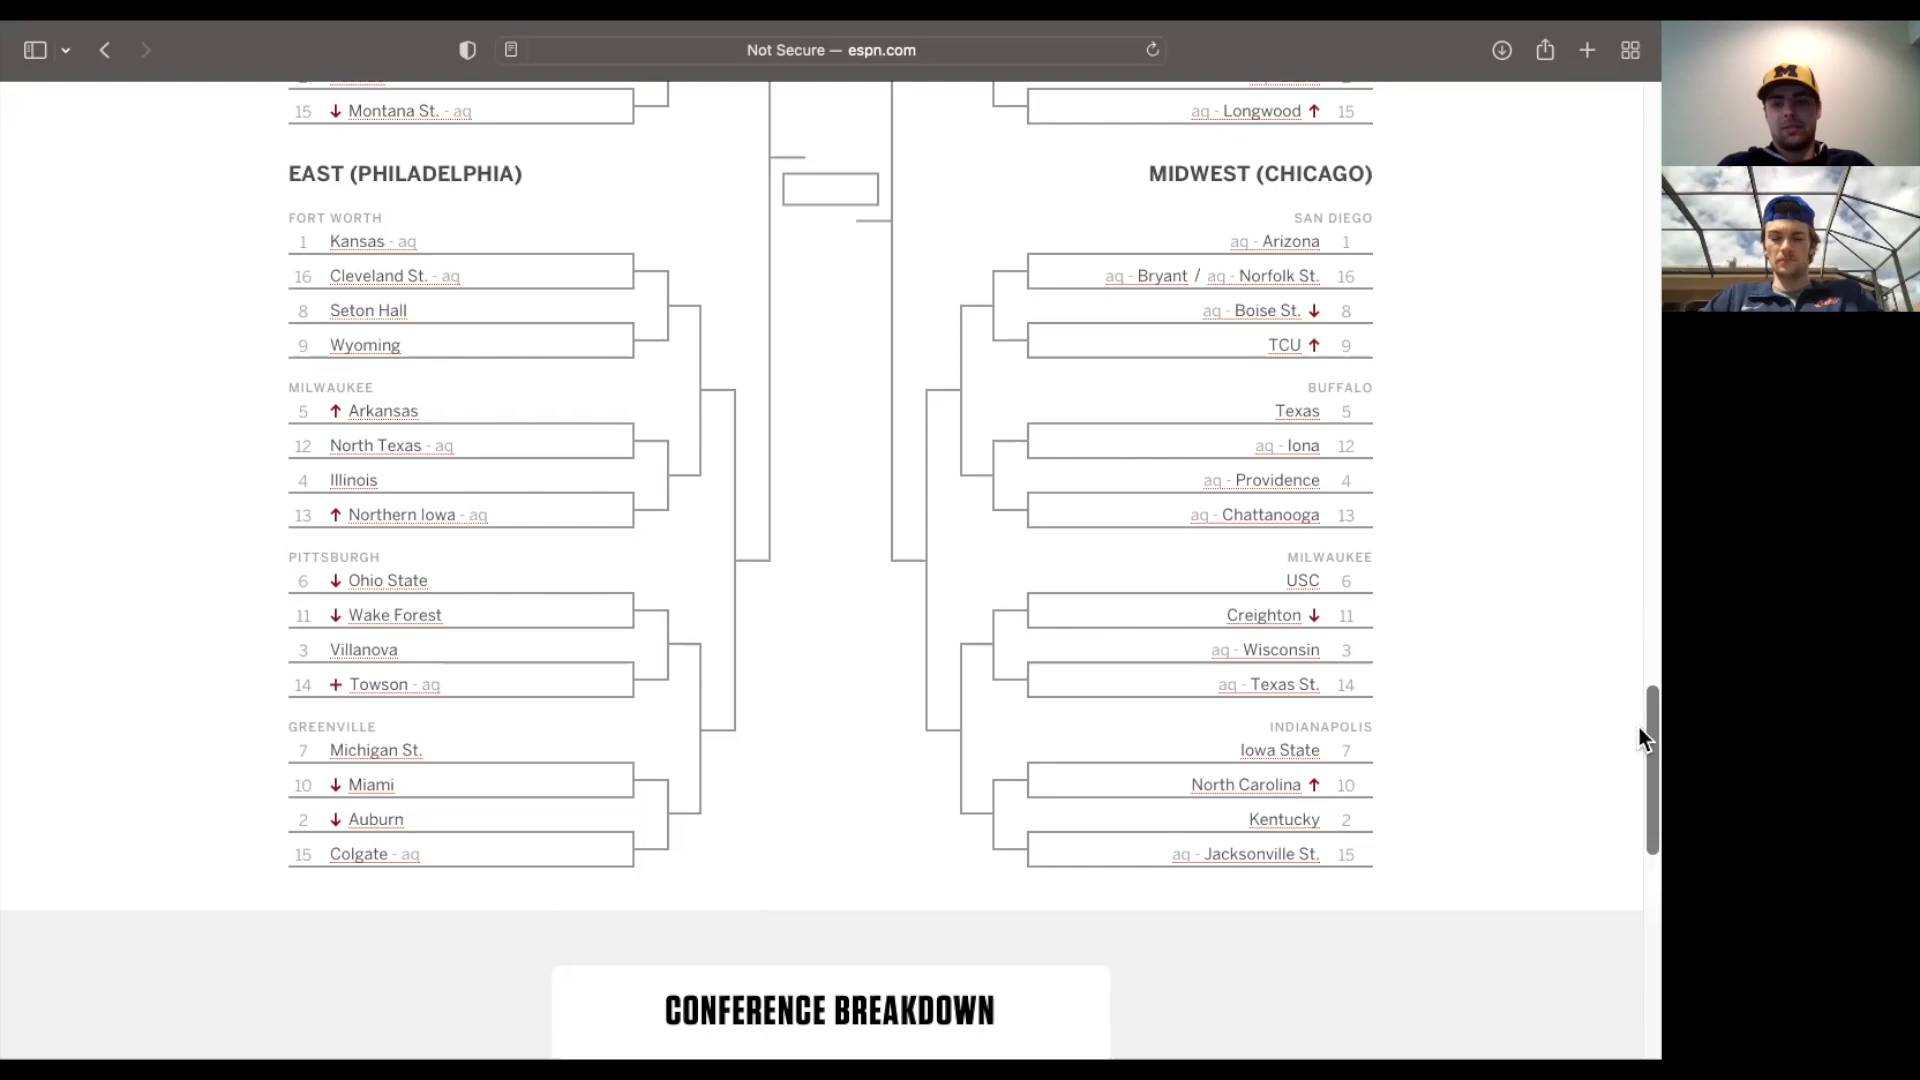 Not Secure — espn.com
15 ↓ Montana St. - aq
aq - Longwood ↑ 15
EAST (PHILADELPHIA)
FORT WORTH
1 Kansas - aq
16 Cleveland St. - aq
8 Seton Hall
9 Wyoming
MILWAUKEE
5 ↑ Arkansas
12 North Texas - aq
4 Illinois
13 ↑ Northern Iowa - aq
PITTSBURGH
6 ↓ Ohio State
11 ↓ Wake Forest
3 Villanova
14 + Towson - aq
GREENVILLE
7 Michigan St.
10 ↓ Miami
2 ↓ Auburn
15 Colgate - aq
MIDWEST (CHICAGO)
SAN DIEGO
aq - Arizona 1
aq - Bryant / aq - Norfolk St. 16
aq - Boise St. ↓ 8
TCU ↑ 9
BUFFALO
Texas 5
aq - Iona 12
aq - Providence 4
aq - Chattanooga 13
MILWAUKEE
USC 6
Creighton ↓ 11
aq - Wisconsin 3
aq - Texas St. 14
INDIANAPOLIS
Iowa State 7
North Carolina ↑ 10
Kentucky 2
aq - Jacksonville St. 15
CONFERENCE BREAKDOWN
M